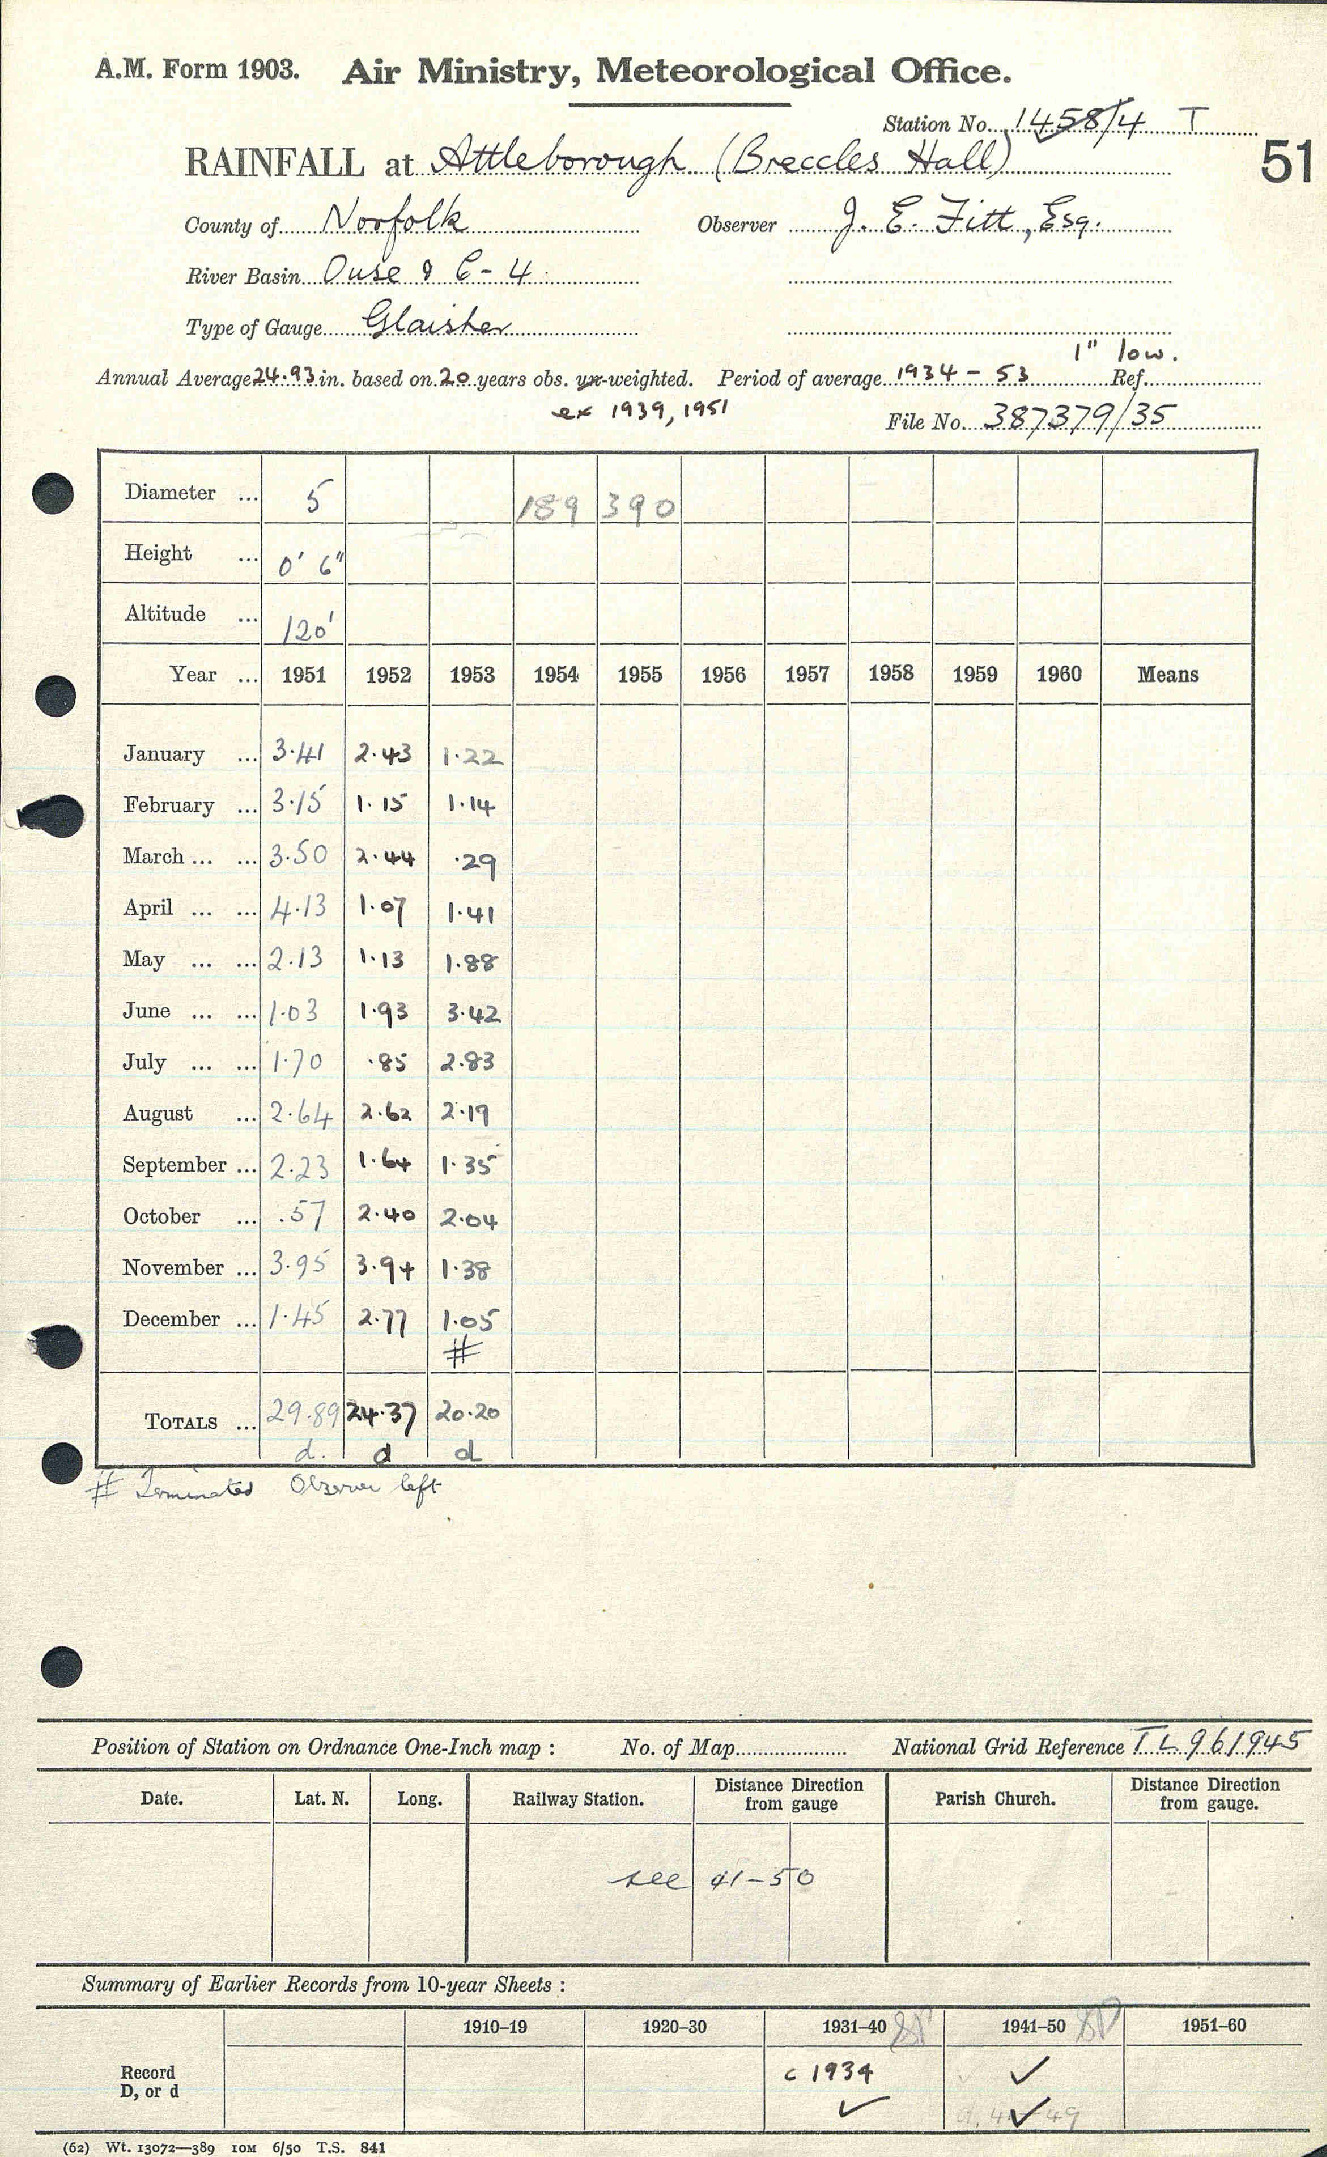 A.M. Form 1903. Air Ministry, Meteorological Office.
Station No. 1458/4 T
51
RAINFALL at Attleborough (Breccles Hall)
County of Norfolk Observer J. E. Fitt, Esq.
River Basin Ouse & C-4
Type of Gauge Glaisher
1" low.
Annual Average 24.93 in. based on 20 years obs. un-weighted. Period of average 1934 - 53 Ref.
ex 1939, 1951
File No. 387379/35
Diameter ... 5 189 390
Height ... 0' 6"
Altitude ... 120'
Year ... 1951 1952 1953 1954 1955 1956 1957 1958 1959 1960 Means
January ... 3.41 2.43 1.22
February ... 3.15 1.15 1.14
March ... ... 3.50 2.44 .29
April ... ... 4.13 1.07 1.41
May ... ... 2.13 1.13 1.88
June ... ... 1.03 1.93 3.42
July ... ... 1.70 .85 2.83
August ... 2.64 2.62 2.19
September ... 2.23 1.64 1.35
October ... .57 2.40 2.04
November ... 3.95 3.94 1.38
December ... 1.45 2.77 1.05
#
TOTALS ... 29.89 24.37 20.20
d. d d
# Terminated Observer left
Position of Station on Ordnance One-Inch map : No. of Map National Grid Reference TL 961945
Date. Lat. N. Long. Railway Station. Distance Direction from gauge Parish Church. Distance Direction from gauge.
see 41-50
Summary of Earlier Records from 10-year Sheets :
1910-19 1920-30 1931-40 1941-50 1951-60
Record c 1934 ✓
D, or d ✓ ✓
(62) Wt. 13072—389 10M 6/50 T.S. 841